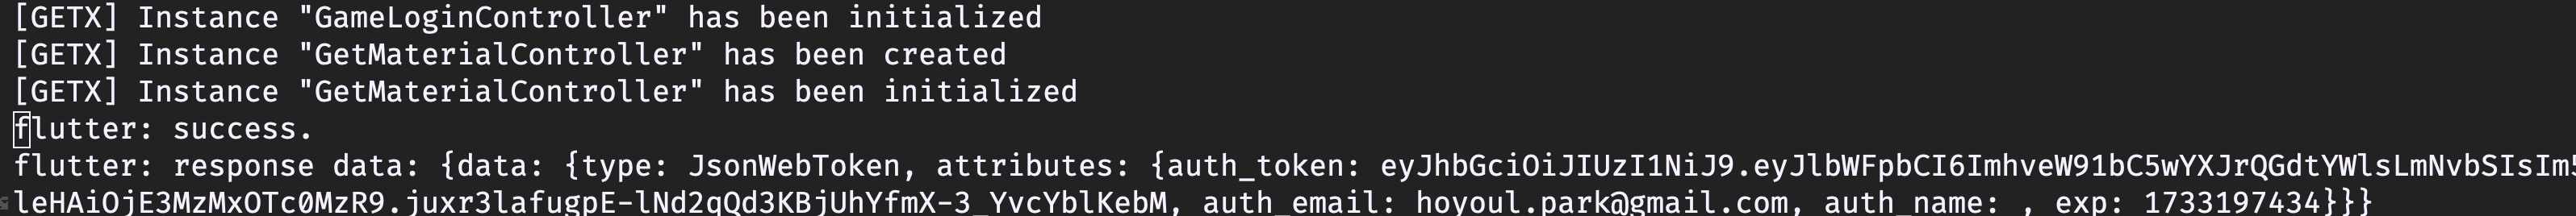 [GETX] Instance "GameLoginController" has been initialized
[GETX] Instance "GetMaterialController" has been created
[GETX] Instance "GetMaterialController" has been initialized
flutter: success.
flutter: response data: {data: {type: JsonWebToken, attributes: {auth_token: eyJhbGciOiJIUzI1NiJ9.eyJlbWFpbCI6ImhveW91bC5wYXJrQGdtYWlsLmNvbSIsIm5
leHAiOjE3MzMxOTc0MzR9.juxr3lafugpE-lNd2qQd3KBjUhYfmX-3_YvcYblKebM, auth_email: hoyoul.park@gmail.com, auth_name: , exp: 1733197434}}}